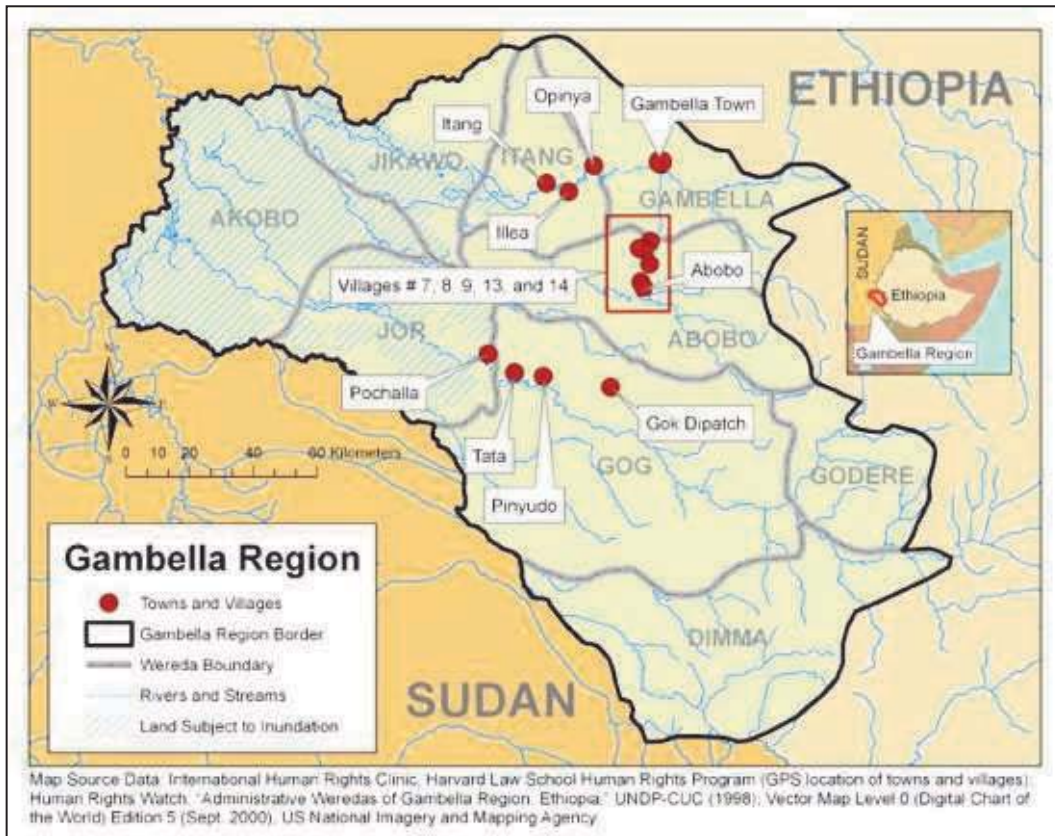 ETHIOPIA
Opinya
Gambella Town
Itang
JIKAWO
ITANG
GAMBELLA
AKOBO
Illea
Villages # 7, 8, 9, 13, and 14
Abobo
JOR
ABOBO
SUDAN
Ethiopia
Gambella Region
Pochalla
Gok Dipatch
N
W
E
S
0 20 40 60 Kilometers
Tata
GOG
GODERE
Pinyudo
Gambella Region
Towns and Villages
Gambella Region Border
Wereda Boundary
Rivers and Streams
Land Subject to Inundation
DIMMA
SUDAN
Map Source Data: International Human Rights Clinic, Harvard Law School Human Rights Program (GPS location of towns and villages);
Human Rights Watch, "Administrative Weredas of Gambella Region, Ethiopia," UNDP-CUC (1998); Vector Map Level 0 (Digital Chart of
the World) Edition 5 (Sept. 2000), US National Imagery and Mapping Agency